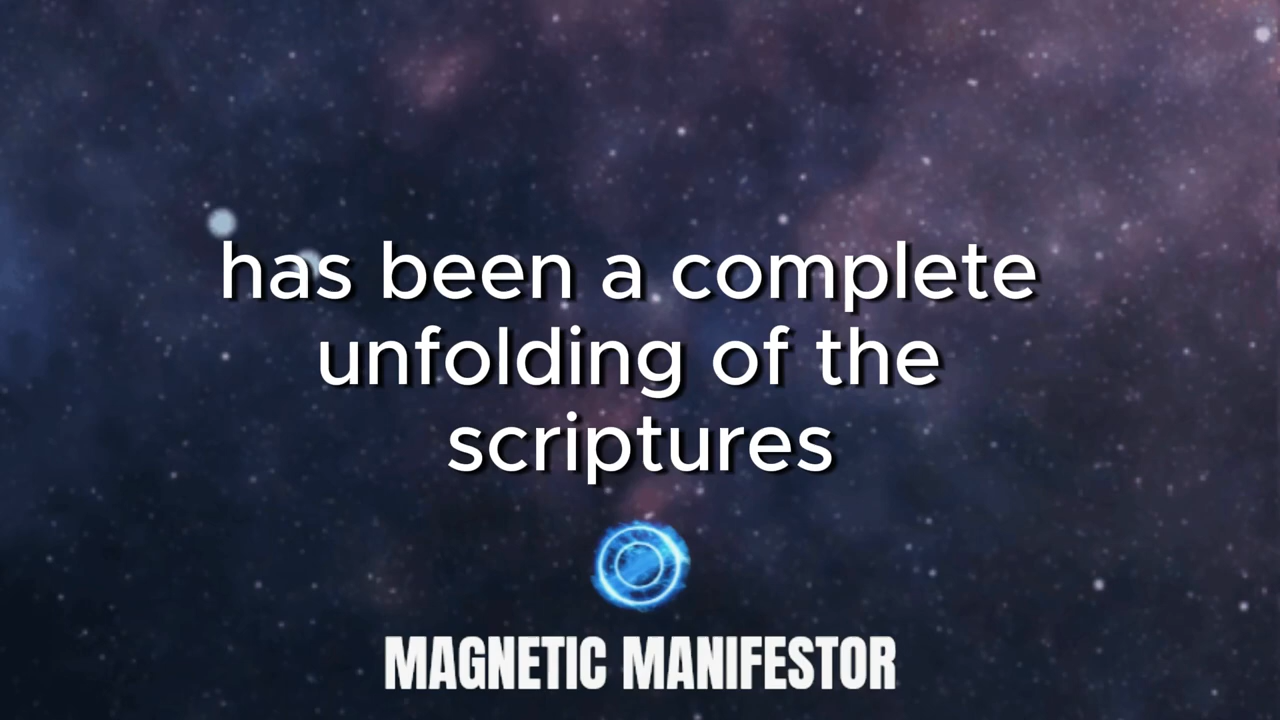 has been a complete
unfolding of the
scriptures
MAGNETIC MANIFESTOR